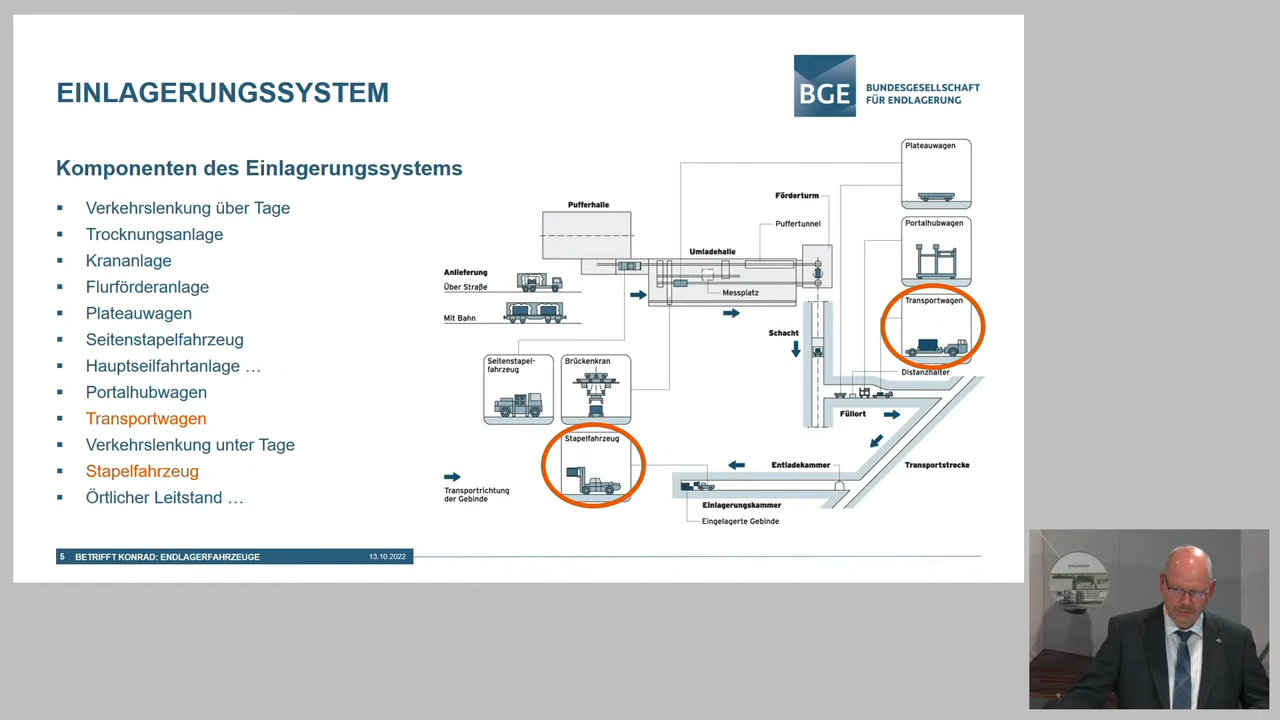 EINLAGERUNGSSYSTEM
BGE
BUNDESGESELLSCHAFT
FÜR ENDLAGERUNG
Komponenten des Einlagerungssystems
▪ Verkehrslenkung über Tage
▪ Trocknungsanlage
▪ Krananlage
▪ Flurförderanlage
▪ Plateauwagen
▪ Seitenstapelfahrzeug
▪ Hauptseilfahrtanlage …
▪ Portalhubwagen
▪ Transportwagen
▪ Verkehrslenkung unter Tage
▪ Stapelfahrzeug
▪ Örtlicher Leitstand …
Plateauwagen
Förderturm
Pufferhalle
Puffertunnel
Portalhubwagen
Umladehalle
Anlieferung
Über Straße
Messplatz
Transportwagen
Mit Bahn
Schacht
Seitenstapel-
fahrzeug
Brückenkran
Distanzhalter
Füllort
Stapelfahrzeug
Entladekammer
Transportstrecke
Transportrichtung
der Gebinde
Einlagerungskammer
Eingelagerte Gebinde
5 BETRIFFT KONRAD: ENDLAGERFAHRZEUGE 13.10.2022